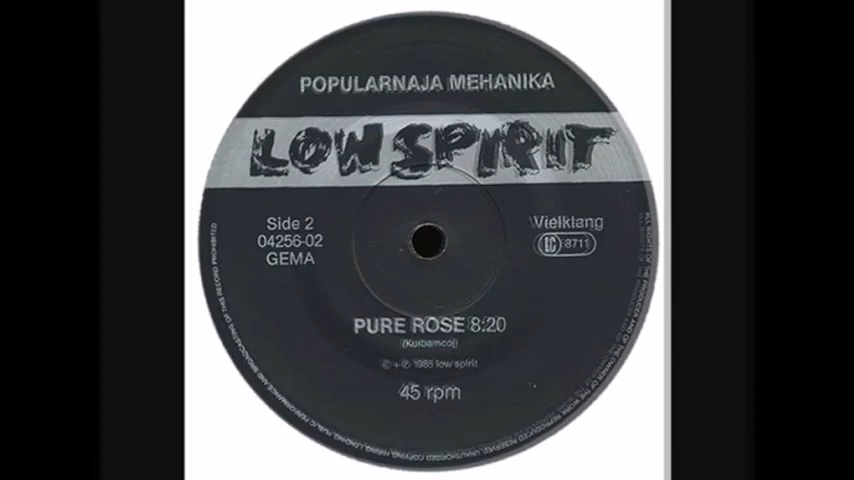 POPULARNAJA MEHANIKA
LOW SPIRIT
Side 2
04256-02
GEMA
Vielklang
LC 8711
PURE ROSE 8:20
© + ℗ 1988 low spirit
45 rpm